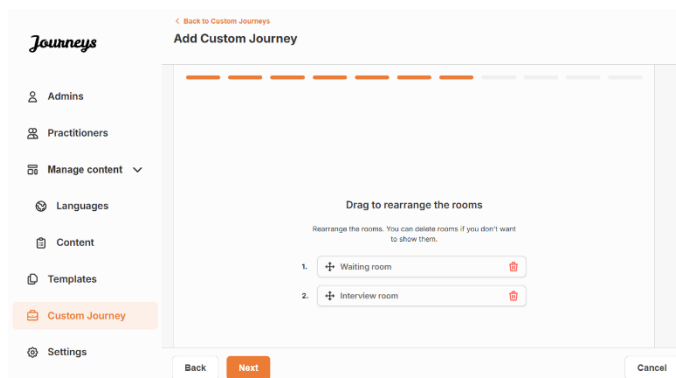 < Back to Custom Journeys
Journeys
Add Custom Journey
Admins
Practitioners
Manage content
Languages
Content
Templates
Custom Journey
Settings
Drag to rearrange the rooms
Rearrange the rooms. You can delete rooms if you don't want
to show them.
1. Waiting room
2. Interview room
Back
Next
Cancel